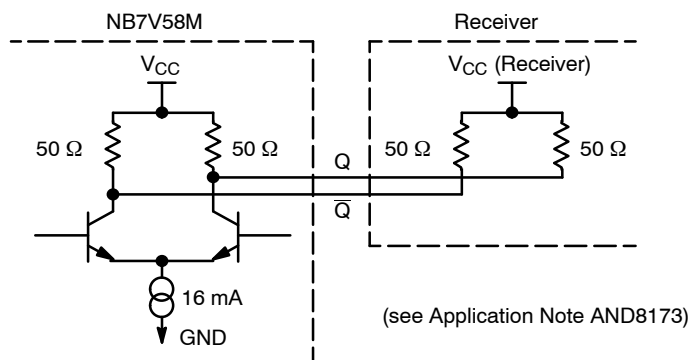 NB7V58M
Receiver
VCC
VCC (Receiver)
50 Ω
50 Ω
Q
50 Ω
50 Ω
Q̅
16 mA
GND
(see Application Note AND8173)